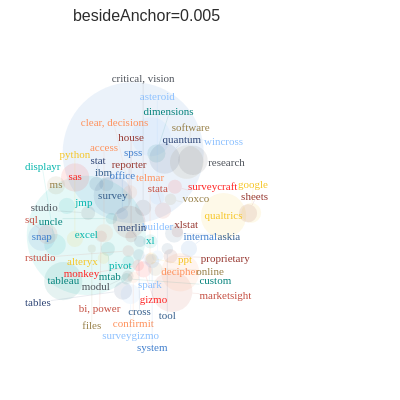 besideAnchor=0.005
critical, vision
asteroid
dimensions
clear, decisions
software
house
quantum
wincross
access
spss
python
stat
reporter
research
displayr
ibm
office
telmar
sas
ms
stata
surveycraft
google
survey
voxco
sheets
jmp
studio
qualtrics
sql
uncle
merlin
builder
xlstat
snap
excel
xl
internal
askia
rstudio
alteryx
ppt
proprietary
pivot
monkey
mtab
decipher
online
tableau
modul
spark
custom
tables
gizmo
marketsight
bi, power
cross
tool
files
confirmit
surveygizmo
system